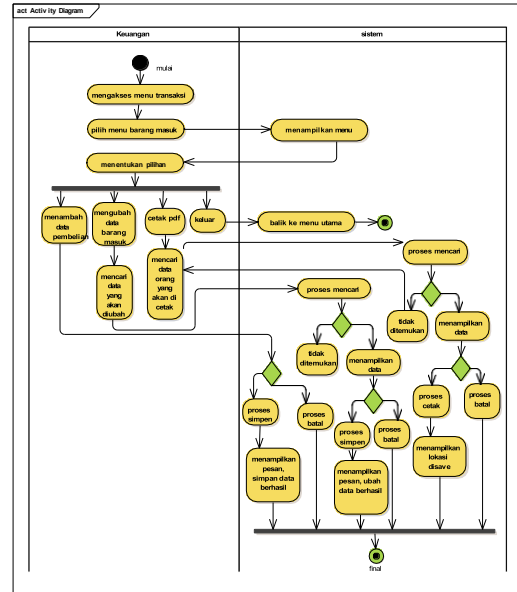 act Activity Diagram
Keuangan
sistem
mulai
mengakses menu transaksi
pilih menu barang masuk
menampilkan menu
menentukan pilihan
menambah
data
pembelian
mengubah
data
barang
masuk
cetak pdf
keluar
balik ke menu utama
mencari
data
yang
akan
diubah
mencari
data
orang
yang
akan di
cetak
proses mencari
proses mencari
tidak
ditemukan
menampilkan
data
tidak
ditemukan
menampilkan
data
proses
simpen
proses
batal
proses
simpen
proses
batal
proses
cetak
proses
batal
menampilkan
pesan,
simpan data
berhasil
menampilkan
pesan, ubah
data berhasil
menampilkan
lokasi
disave
final